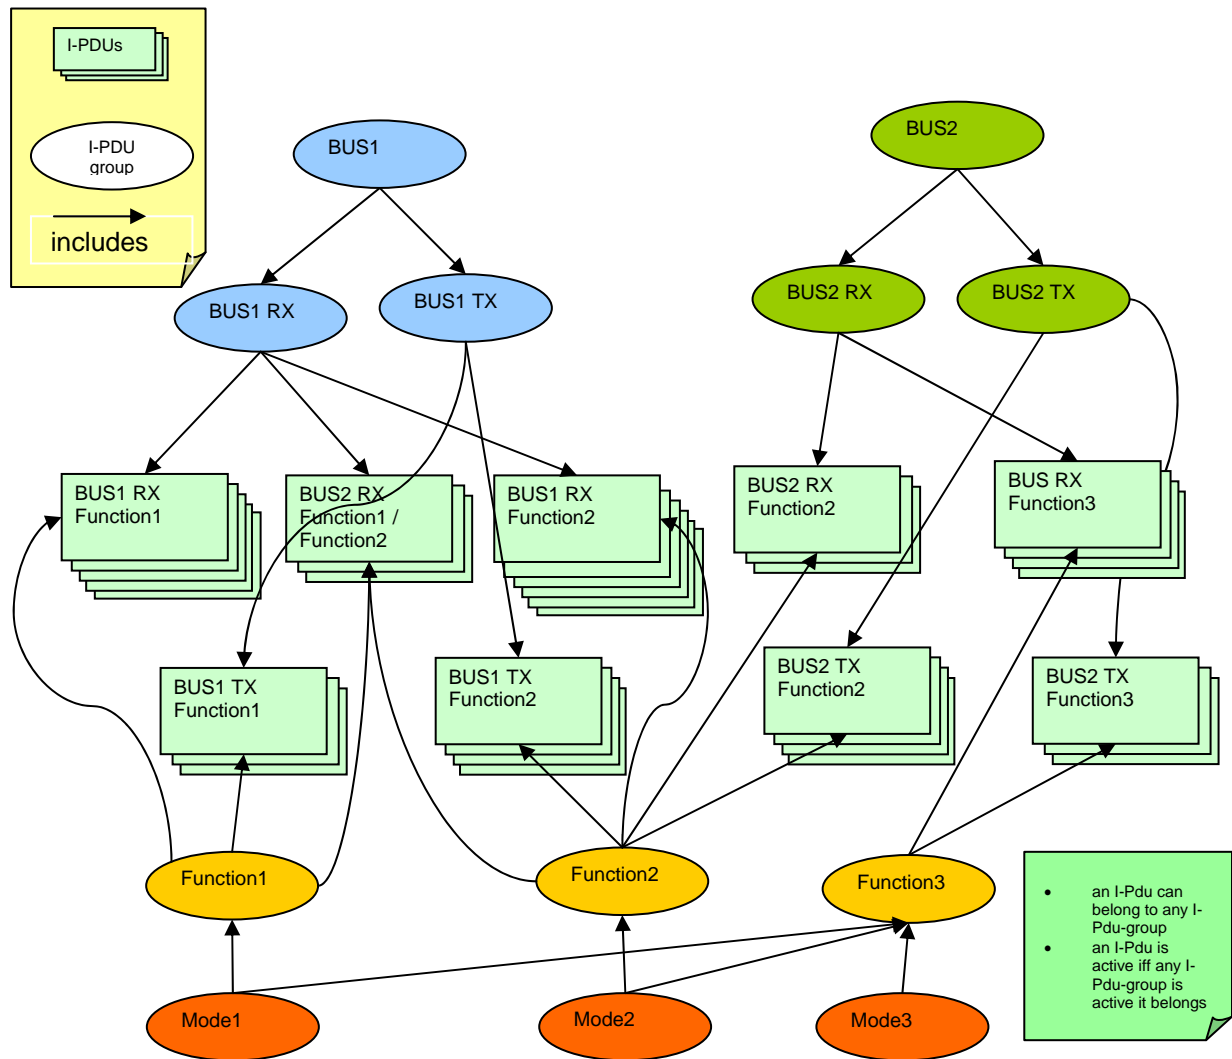 I-PDUs
I-PDU
group
includes
BUS1
BUS2
BUS1 RX
BUS1 TX
BUS2 RX
BUS2 TX
BUS1 RX
Function1
BUS2 RX
Function1 /
Function2
BUS1 RX
Function2
BUS2 RX
Function2
BUS RX
Function3
BUS1 TX
Function1
BUS1 TX
Function2
BUS2 TX
Function2
BUS2 TX
Function3
Function1
Function2
Function3
• an I-Pdu can
belong to any I-
Pdu-group
• an I-Pdu is
active iff any I-
Pdu-group is
active it belongs
Mode1
Mode2
Mode3